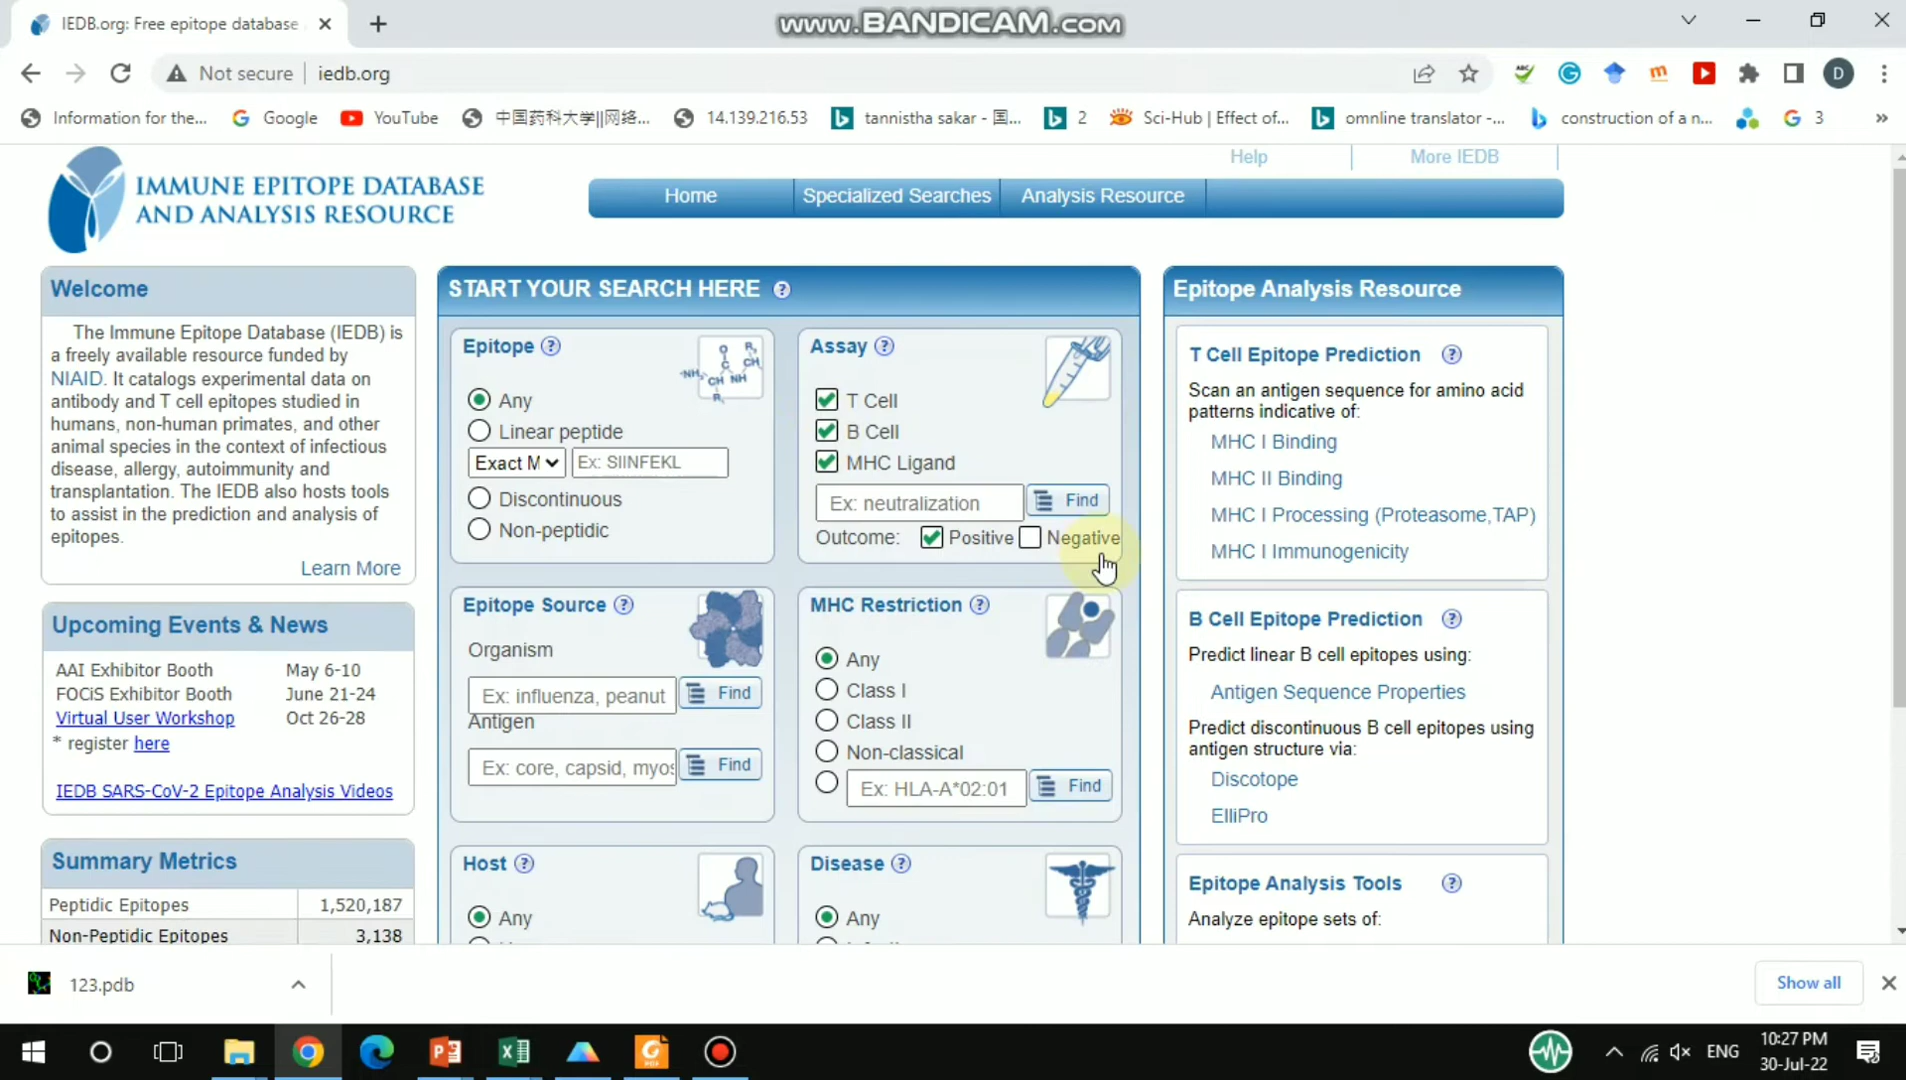 IEDB.org: Free epitope database
www.BANDICAM.com
Not secure
iedb.org
Information for the...
Google
YouTube
中国药科大学||网络...
14.139.216.53
tannistha sakar - 国...
2
Sci-Hub | Effect of...
omnline translator -...
construction of a n...
3
Help
More IEDB
IMMUNE EPITOPE DATABASE
AND ANALYSIS RESOURCE
Home
Specialized Searches
Analysis Resource
Welcome
The Immune Epitope Database (IEDB) is
a freely available resource funded by
NIAID. It catalogs experimental data on
antibody and T cell epitopes studied in
humans, non-human primates, and other
animal species in the context of infectious
disease, allergy, autoimmunity and
transplantation. The IEDB also hosts tools
to assist in the prediction and analysis of
epitopes.
Learn More
Upcoming Events & News
AAI Exhibitor Booth May 6-10
FOCiS Exhibitor Booth June 21-24
Virtual User Workshop Oct 26-28
* register here
IEDB SARS-CoV-2 Epitope Analysis Videos
Summary Metrics
Peptidic Epitopes 1,520,187
Non-Peptidic Epitopes 3,138
START YOUR SEARCH HERE
Epitope
Any
Linear peptide
Exact M
Ex: SIINFEKL
Discontinuous
Non-peptidic
Assay
T Cell
B Cell
MHC Ligand
Ex: neutralization
Find
Outcome: Positive Negative
Epitope Source
Organism
Ex: influenza, peanut
Find
Antigen
Ex: core, capsid, myos
Find
MHC Restriction
Any
Class I
Class II
Non-classical
Ex: HLA-A*02:01
Find
Host
Any
Disease
Any
Epitope Analysis Resource
T Cell Epitope Prediction
Scan an antigen sequence for amino acid
patterns indicative of:
MHC I Binding
MHC II Binding
MHC I Processing (Proteasome,TAP)
MHC I Immunogenicity
B Cell Epitope Prediction
Predict linear B cell epitopes using:
Antigen Sequence Properties
Predict discontinuous B cell epitopes using
antigen structure via:
Discotope
ElliPro
Epitope Analysis Tools
Analyze epitope sets of:
123.pdb
Show all
ENG
10:27 PM
30-Jul-22